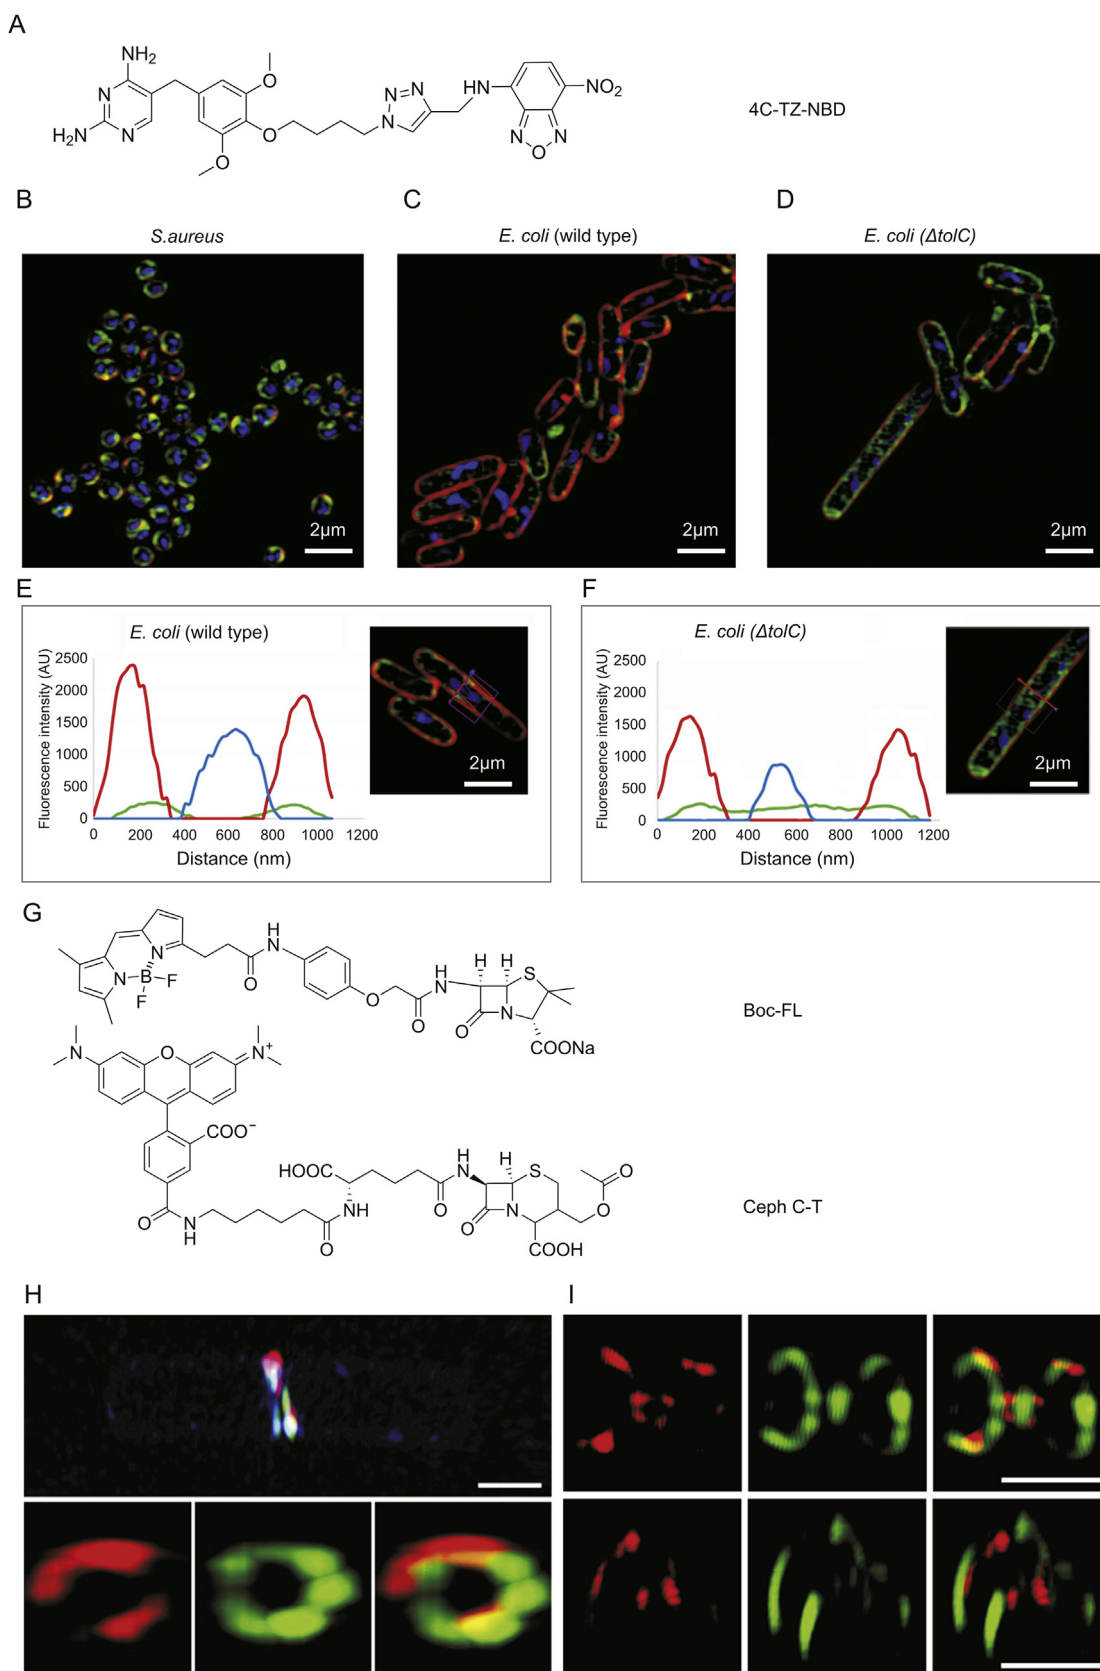 A
NH2
N
H2N
N
O
O
O
N
N
N
HN
NO2
N
N
O
4C-TZ-NBD
B
C
D
S.aureus
E. coli (wild type)
E. coli (ΔtolC)
2µm
2µm
2µm
E
F
E. coli (wild type)
Fluorescence intensity (AU)
2500
2000
1500
1000
500
0
0 200 400 600 800 1000 1200
Distance (nm)
2µm
E. coli (ΔtolC)
Fluorescence intensity (AU)
2500
2000
1500
1000
500
0
0 200 400 600 800 1000 1200
Distance (nm)
2µm
G
N
N
B
F
F
O
H
N
O
O
H
N
H
H
S
N
O
COONa
Boc-FL
N
O
N+
COO−
O
N
H
O
HOOC
NH
O
H
N
H
S
O
N
O
O
COOH
Ceph C-T
H
I